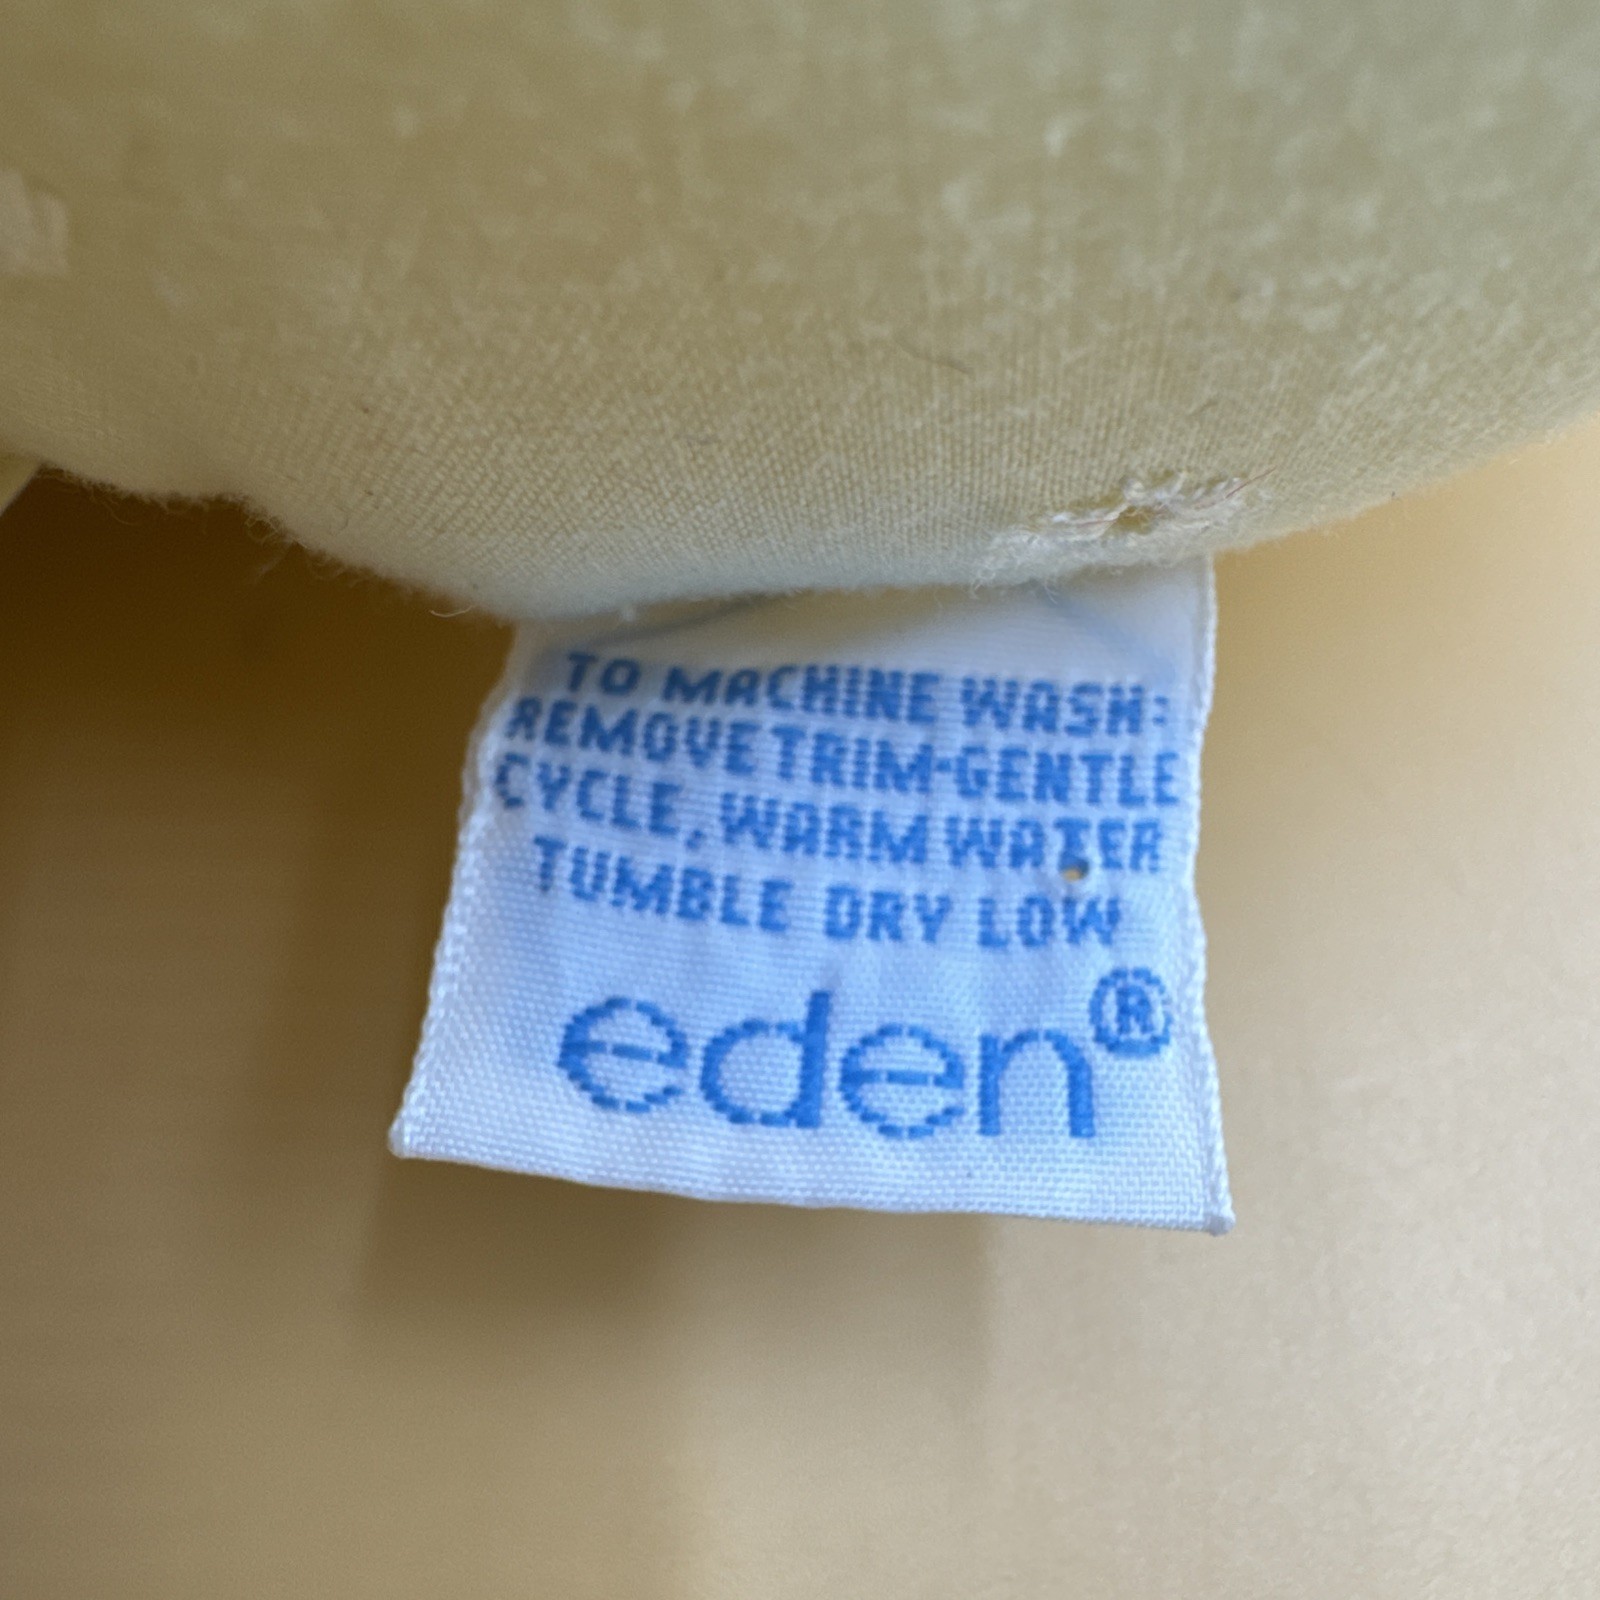 TO MACHINE WASH:
REMOVE TRIM-GENTLE
CYCLE, WARM WATER
TUMBLE DRY LOW
eden®